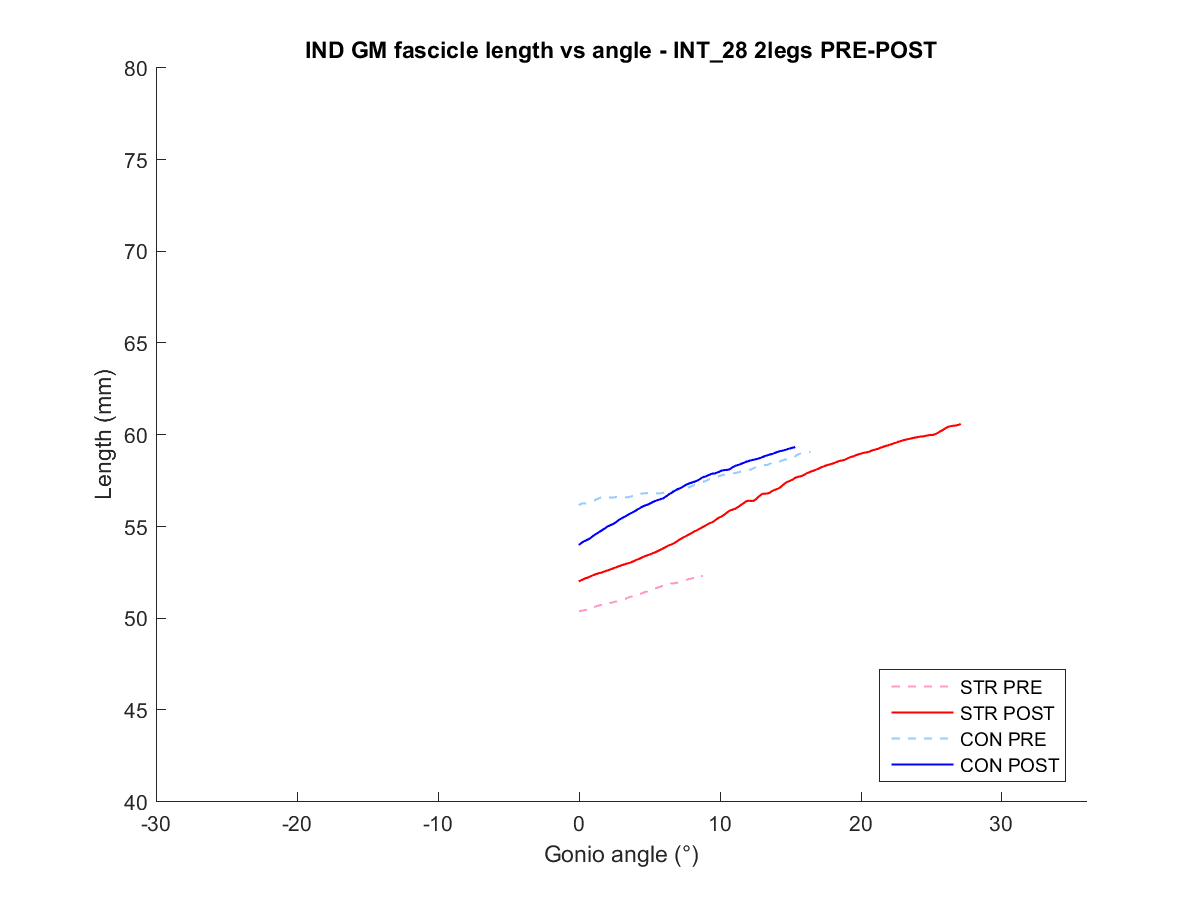 IND GM fascicle length vs angle - INT_28 2legs PRE-POST
80
75
70
65
60
55
50
45
40
Length (mm)
-30
-20
-10
0
10
20
30
Gonio angle (°)
STR PRE
STR POST
CON PRE
CON POST